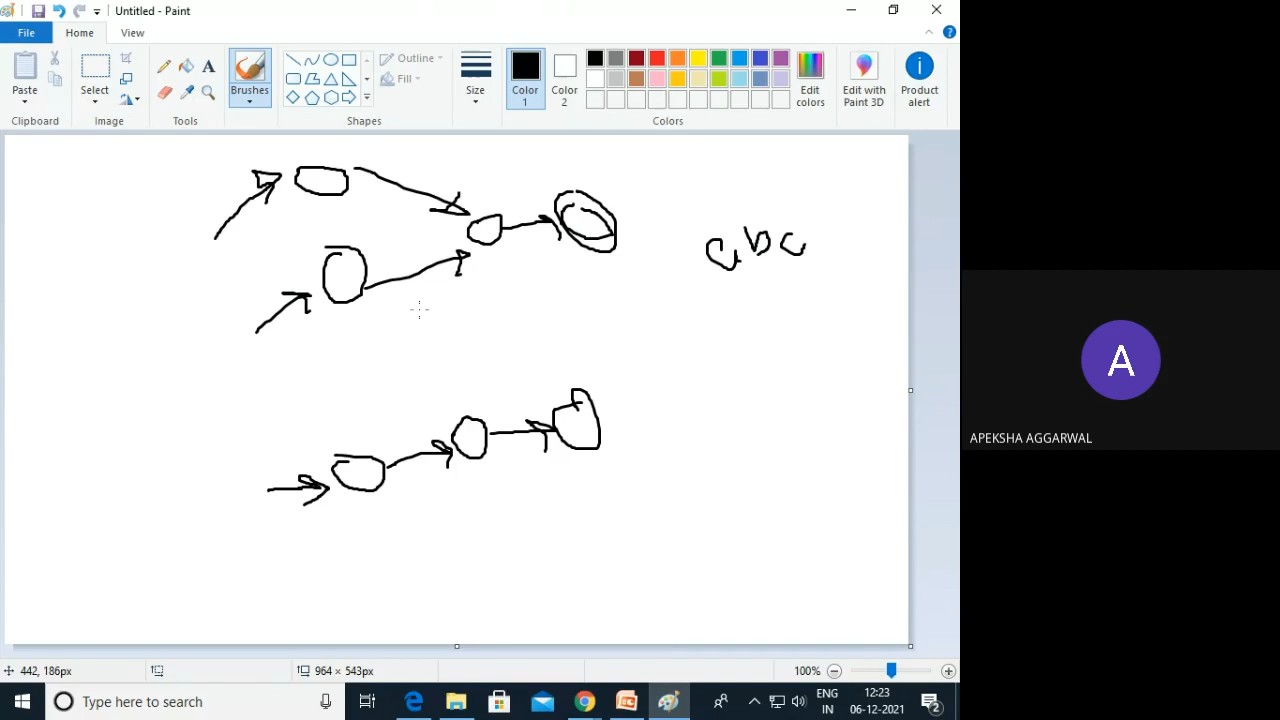 Untitled - Paint
File Home View
Paste Select Brushes Size Color 1 Color 2 Edit colors Edit with Paint 3D Product alert
Outline
Fill
Clipboard Image Tools Shapes Colors
abc
A
APEKSHA AGGARWAL
442, 186px 964 × 543px 100%
Type here to search
ENG
IN
12:23
06-12-2021
2